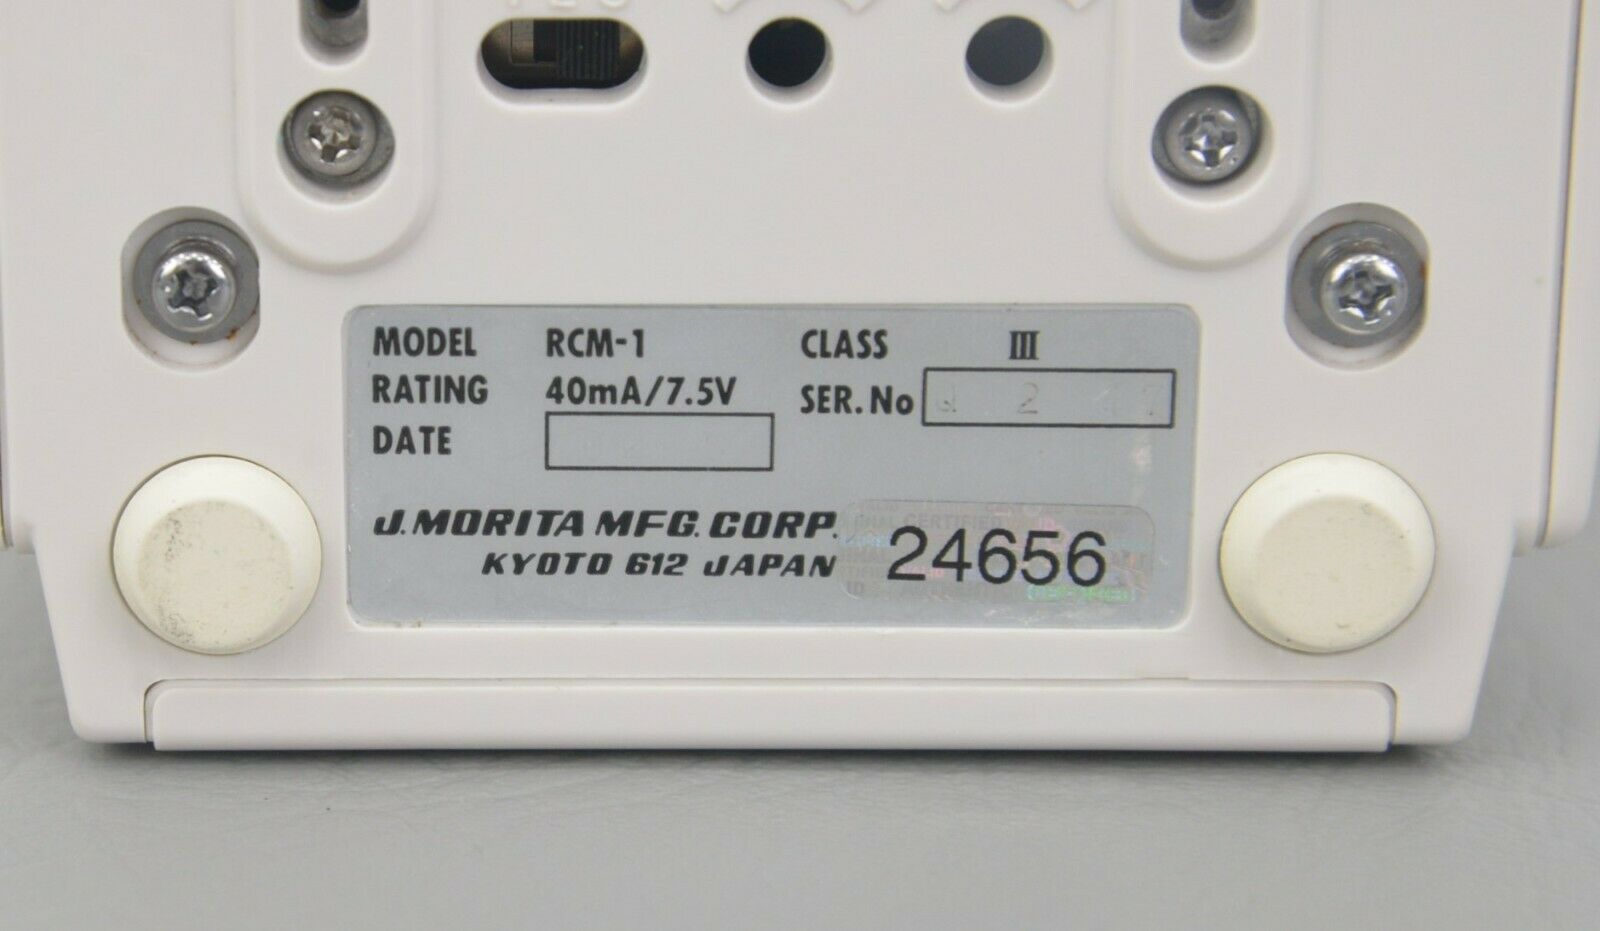 MODEL RCM-1 CLASS III
RATING 40mA/7.5V SER. No
DATE
J. MORITA MFG. CORP.
KYOTO 612 JAPAN
24656